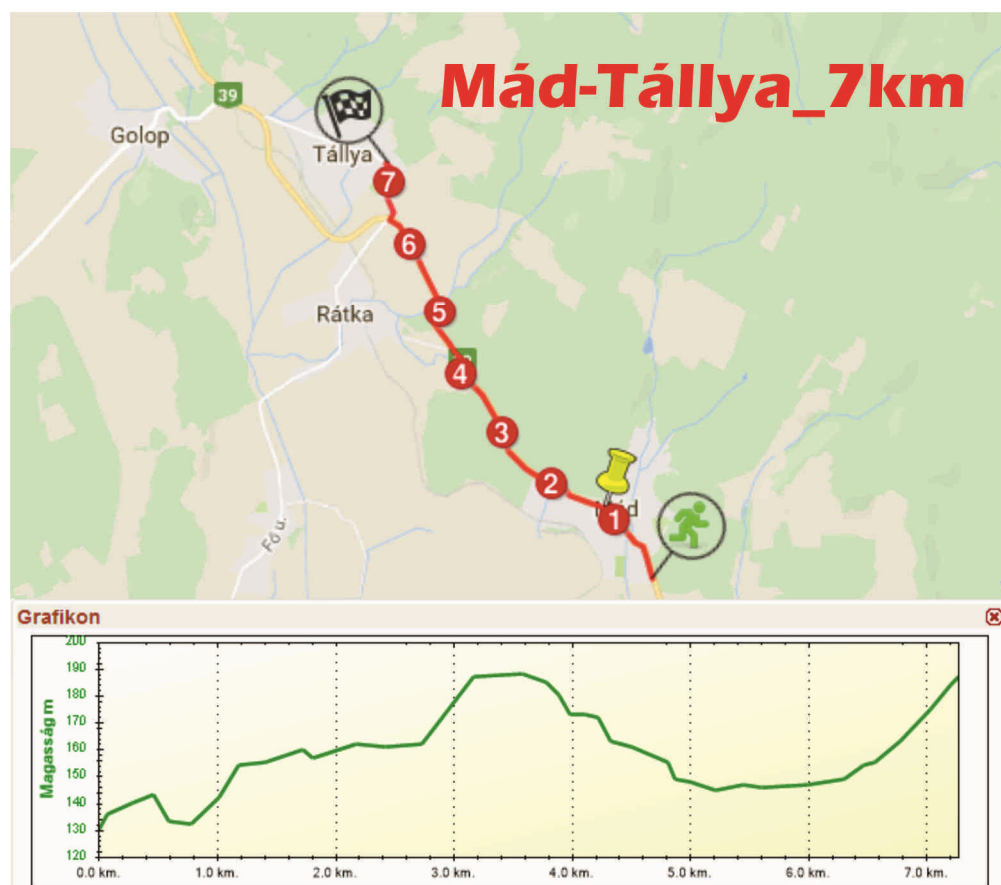 Mád-Tállya_7km
39
Golop
Tállya
7
6
Rátka
5
4
3
2
1
Fő u.
Grafikon
Magasság m
200
190
180
170
160
150
140
130
120
0.0 km.
1.0 km.
2.0 km.
3.0 km.
4.0 km.
5.0 km.
6.0 km.
7.0 km.